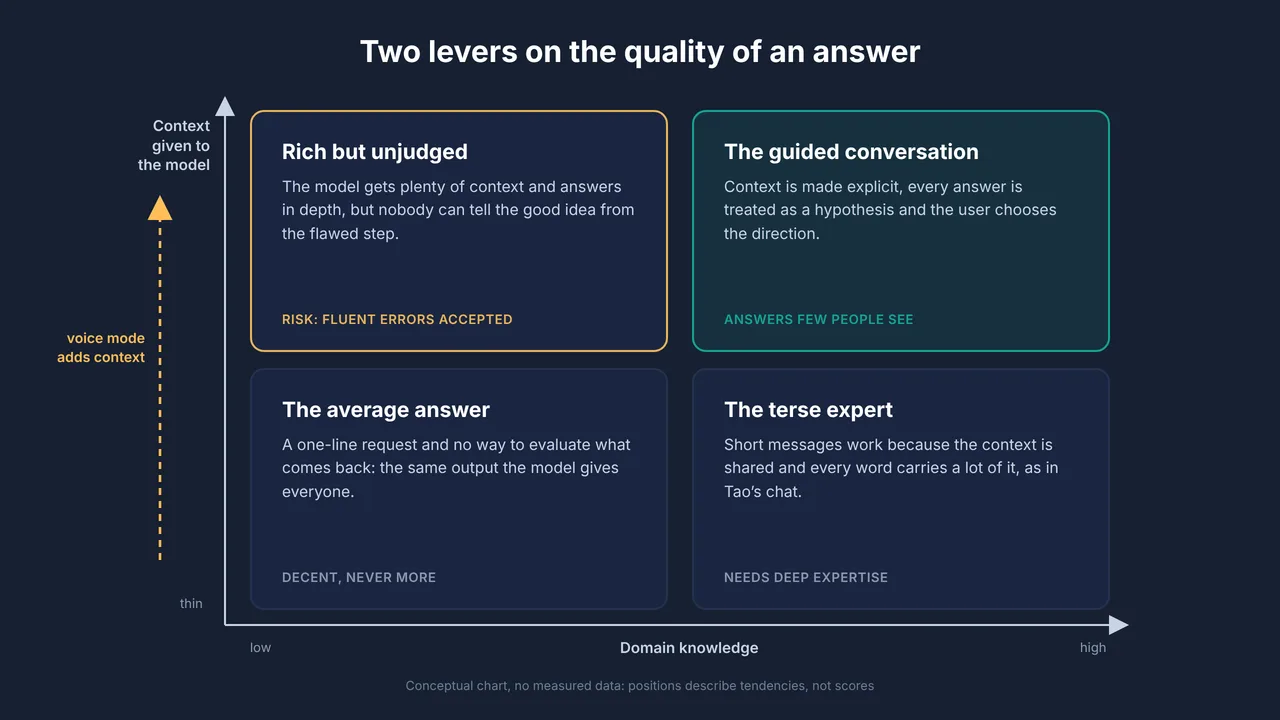 Two levers on the quality of an answer
Context
given to
the model
Rich but unjudged
The model gets plenty of context and answers
in depth, but nobody can tell the good idea from
the flawed step.
RISK: FLUENT ERRORS ACCEPTED
The guided conversation
Context is made explicit, every answer is
treated as a hypothesis and the user chooses
the direction.
ANSWERS FEW PEOPLE SEE
voice mode
adds context
The average answer
A one-line request and no way to evaluate what
comes back: the same output the model gives
everyone.
DECENT, NEVER MORE
The terse expert
Short messages work because the context is
shared and every word carries a lot of it, as in
Tao’s chat.
NEEDS DEEP EXPERTISE
thin
low
Domain knowledge
high
Conceptual chart, no measured data: positions describe tendencies, not scores